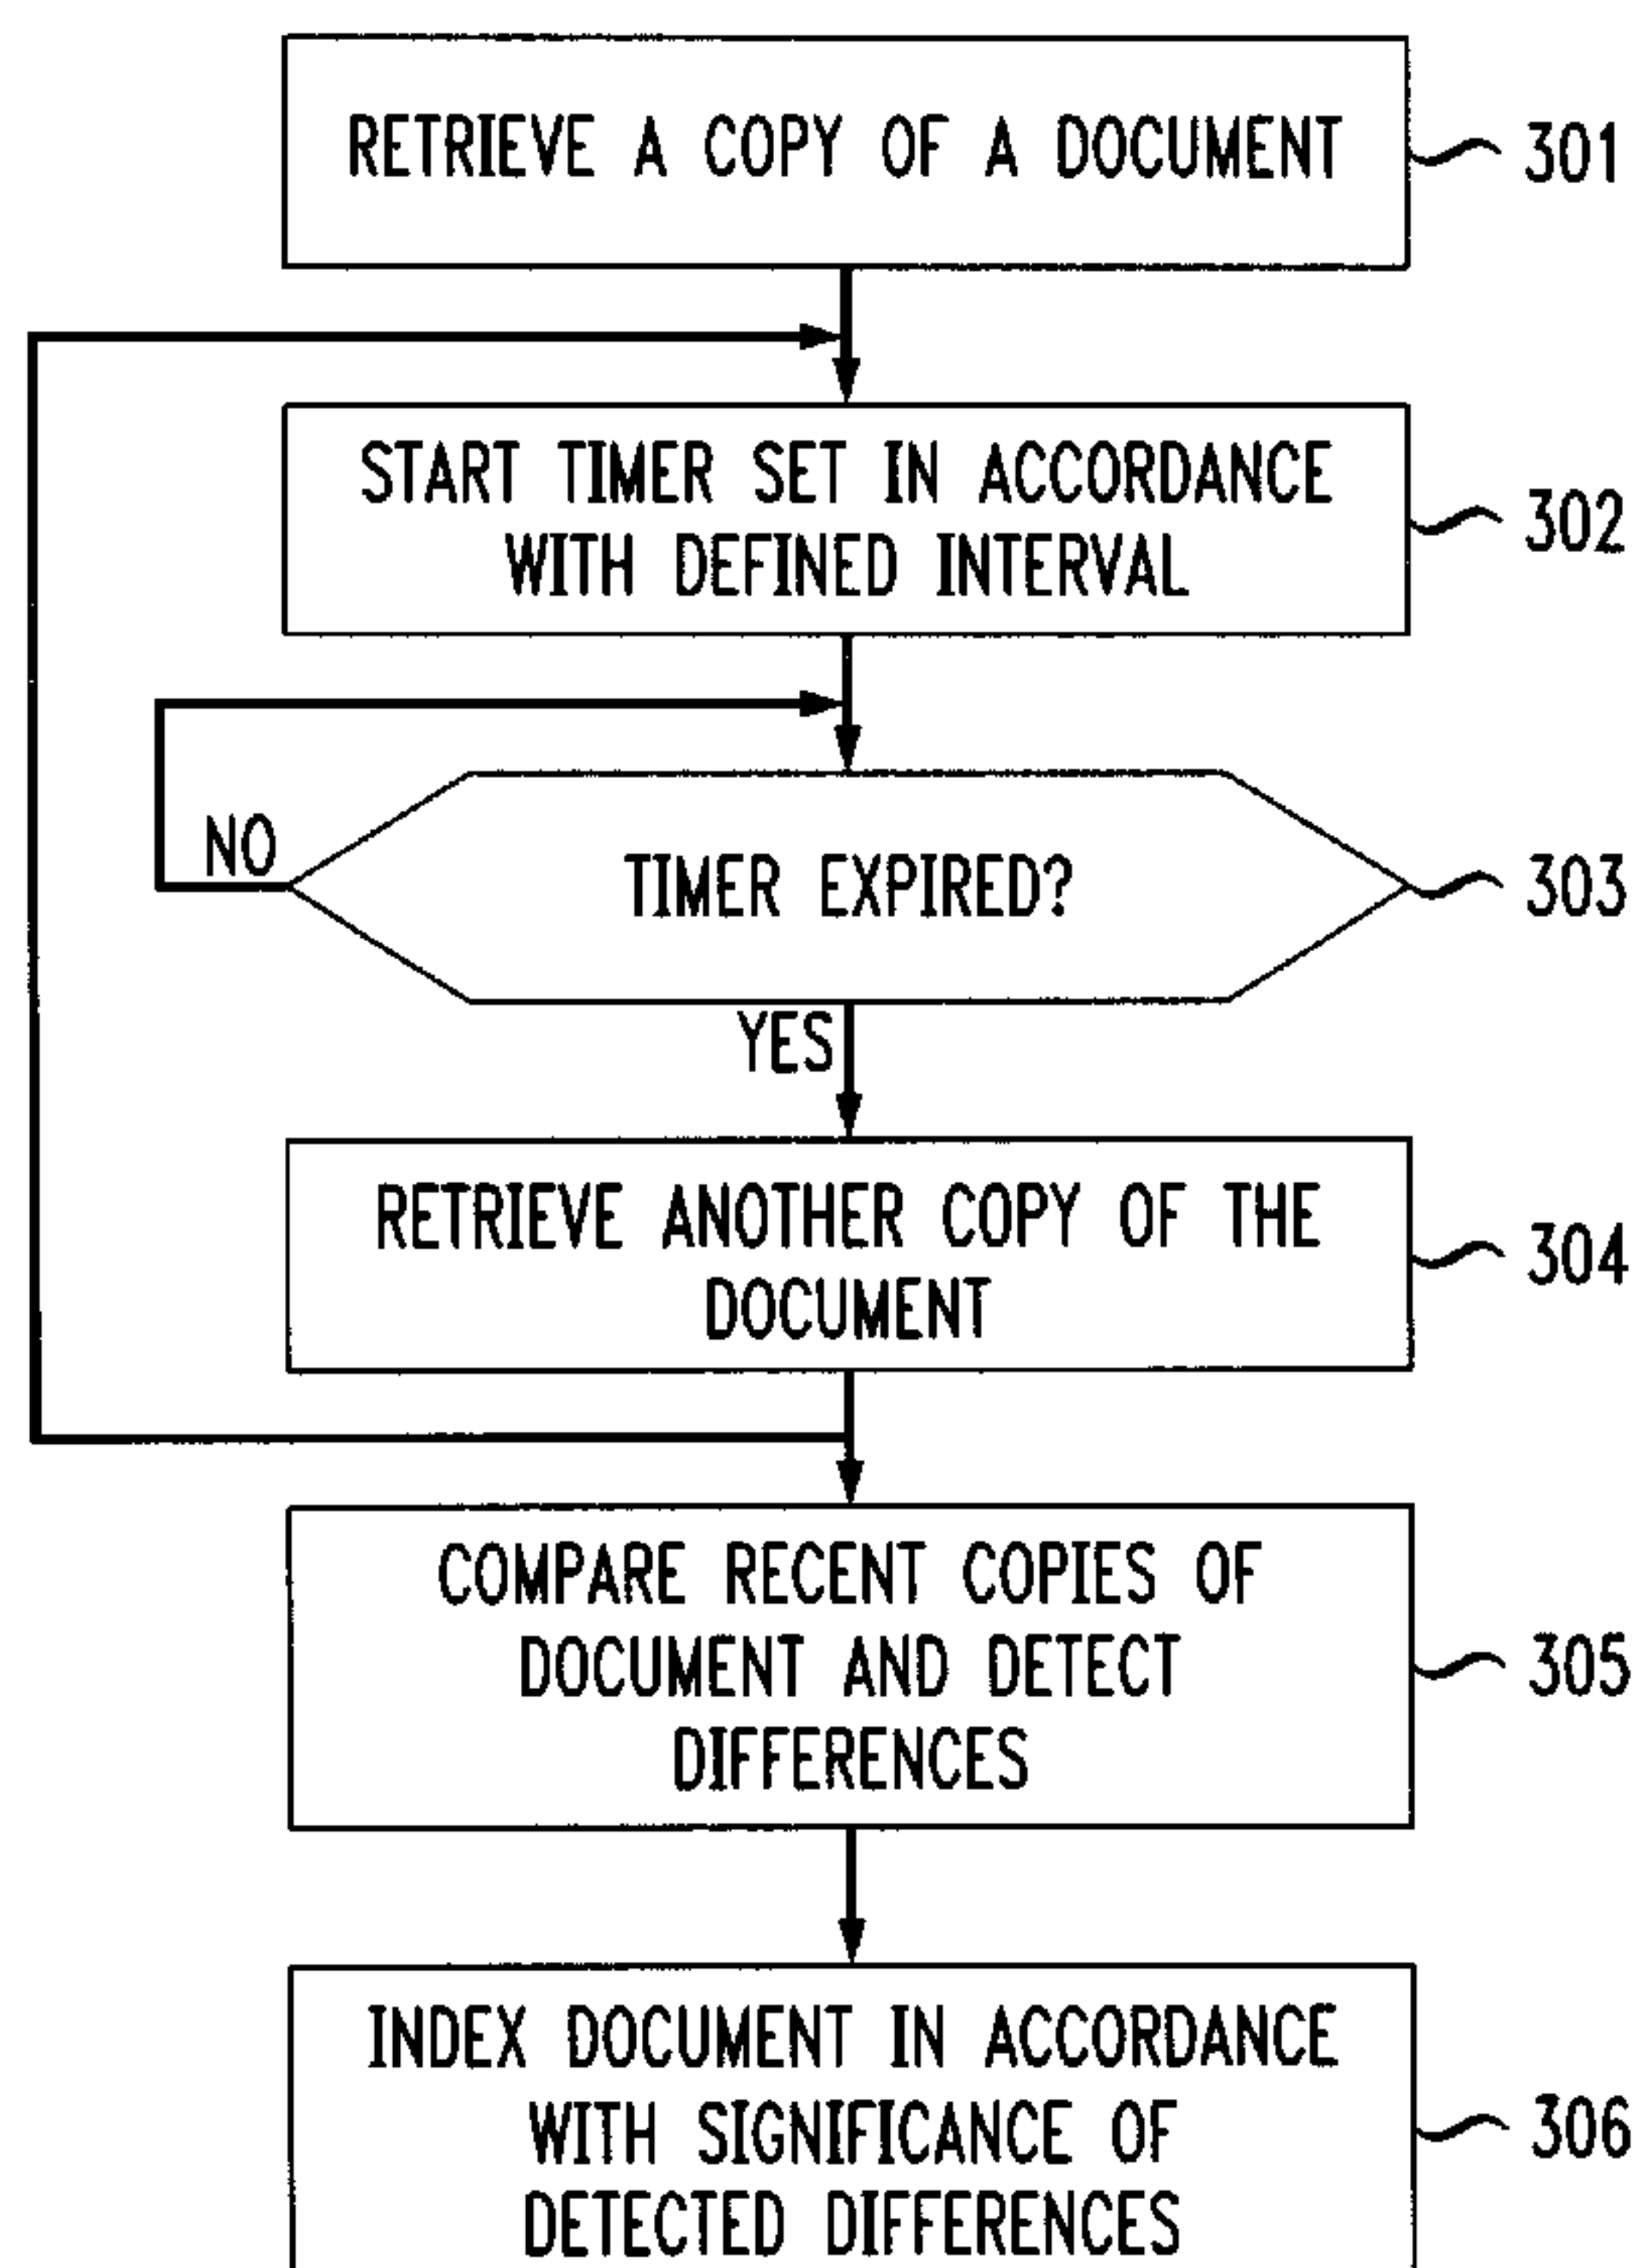 RETRIEVE A COPY OF A DOCUMENT
301
START TIMER SET IN ACCORDANCE
WITH DEFINED INTERVAL
302
NO
TIMER EXPIRED?
303
YES
RETRIEVE ANOTHER COPY OF THE
DOCUMENT
304
COMPARE RECENT COPIES OF
DOCUMENT AND DETECT
DIFFERENCES
305
INDEX DOCUMENT IN ACCORDANCE
WITH SIGNIFICANCE OF
DETECTED DIFFERENCES
306